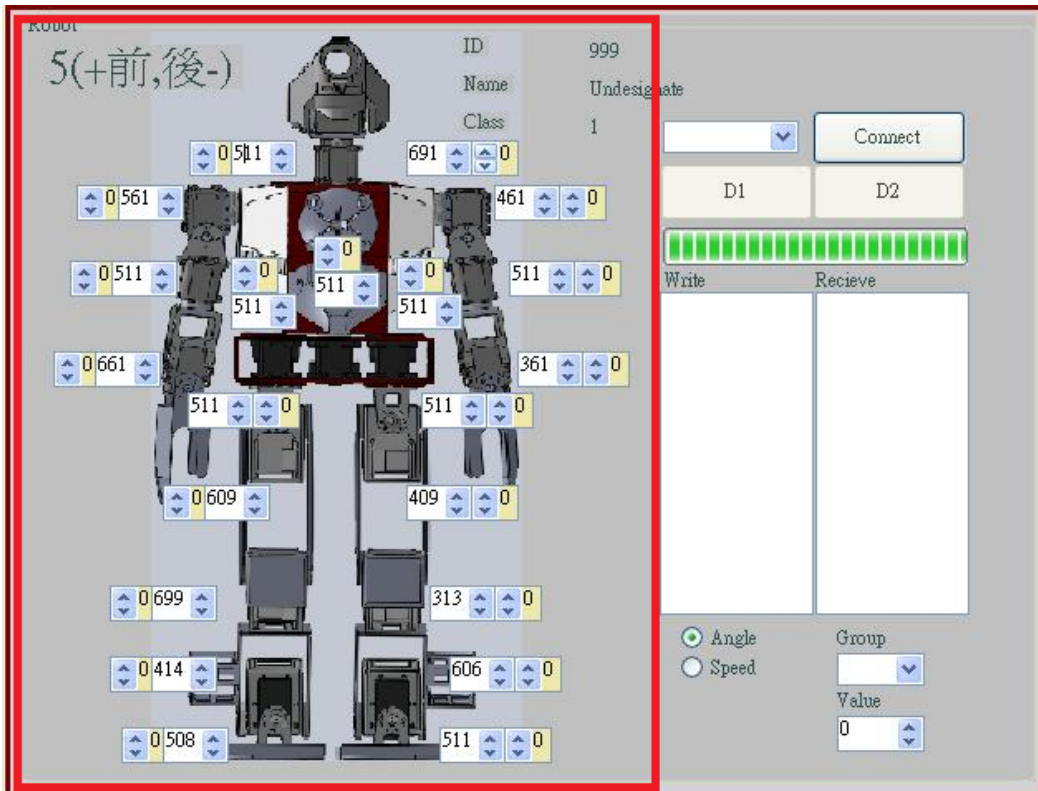 Robot
5(+前,後-)
ID 999
Name Undesignate
Class 1
Connect
0 511 691 0
D1 D2
0 561 461 0
0
0 511 0 0 511 0
511
511 511
Write Recieve
0 661 361 0
511 0 511 0
0 609 409 0
0 699 313 0
Angle Group
0 414 606 0
Speed
Value
0 508 511 0
0